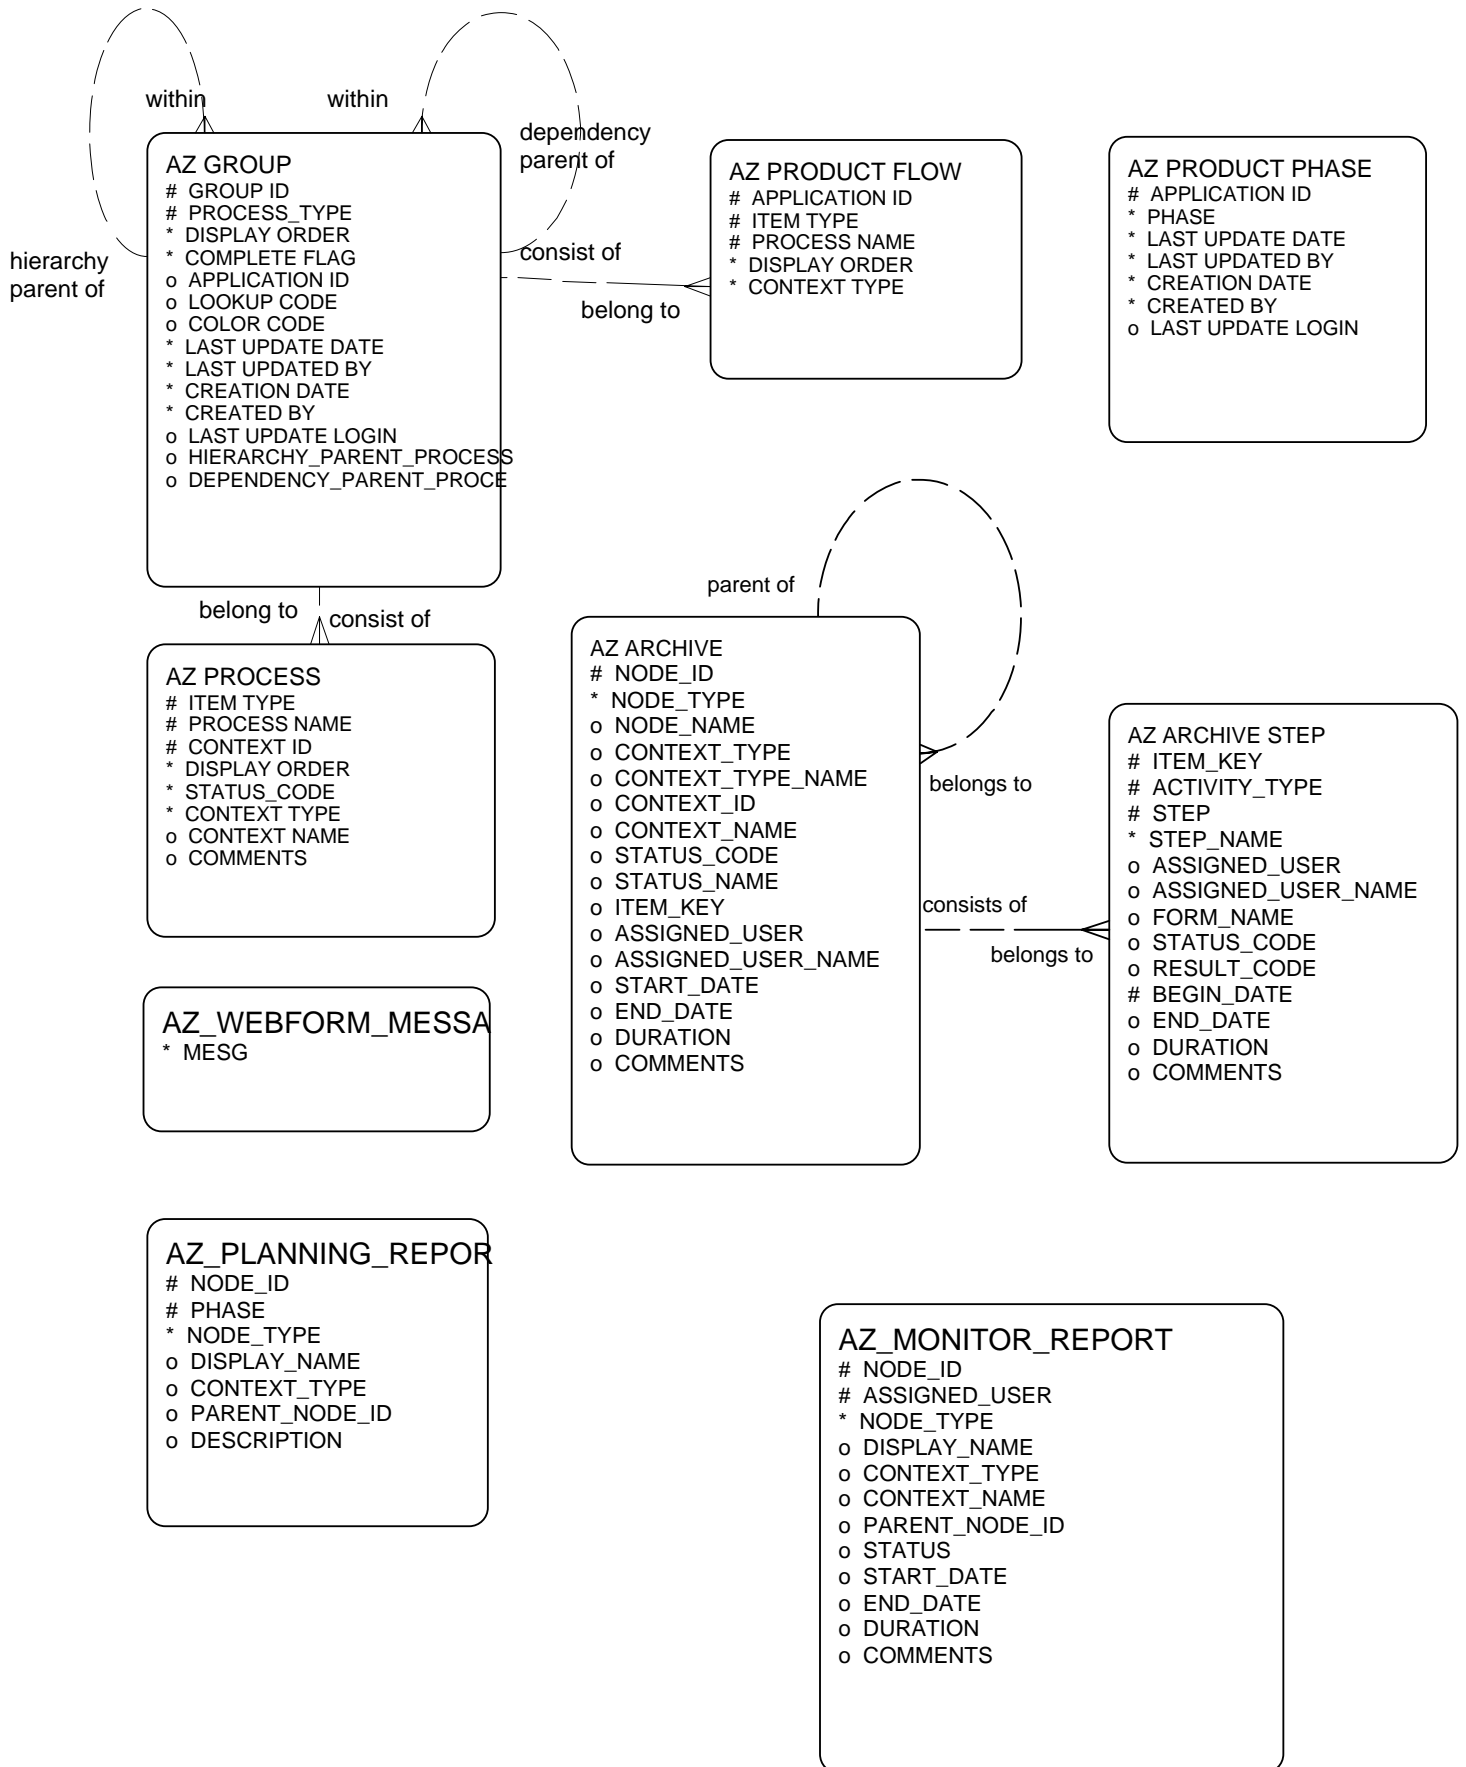 within
within
dependency
parent of
hierarchy
parent of
AZ GROUP
# GROUP ID
# PROCESS_TYPE
* DISPLAY ORDER
* COMPLETE FLAG
o APPLICATION ID
o LOOKUP CODE
o COLOR CODE
* LAST UPDATE DATE
* LAST UPDATED BY
* CREATION DATE
* CREATED BY
o LAST UPDATE LOGIN
o HIERARCHY_PARENT_PROCESS
o DEPENDENCY_PARENT_PROCE
consist of
belong to
AZ PRODUCT FLOW
# APPLICATION ID
# ITEM TYPE
# PROCESS NAME
* DISPLAY ORDER
* CONTEXT TYPE
AZ PRODUCT PHASE
# APPLICATION ID
* PHASE
* LAST UPDATE DATE
* LAST UPDATED BY
* CREATION DATE
* CREATED BY
o LAST UPDATE LOGIN
belong to
consist of
AZ PROCESS
# ITEM TYPE
# PROCESS NAME
# CONTEXT ID
* DISPLAY ORDER
* STATUS_CODE
* CONTEXT TYPE
o CONTEXT NAME
o COMMENTS
parent of
belongs to
AZ ARCHIVE
# NODE_ID
* NODE_TYPE
o NODE_NAME
o CONTEXT_TYPE
o CONTEXT_TYPE_NAME
o CONTEXT_ID
o CONTEXT_NAME
o STATUS_CODE
o STATUS_NAME
o ITEM_KEY
o ASSIGNED_USER
o ASSIGNED_USER_NAME
o START_DATE
o END_DATE
o DURATION
o COMMENTS
consists of
belongs to
AZ ARCHIVE STEP
# ITEM_KEY
# ACTIVITY_TYPE
# STEP
* STEP_NAME
o ASSIGNED_USER
o ASSIGNED_USER_NAME
o FORM_NAME
o STATUS_CODE
o RESULT_CODE
# BEGIN_DATE
o END_DATE
o DURATION
o COMMENTS
AZ_WEBFORM_MESSA
* MESG
AZ_PLANNING_REPOR
# NODE_ID
# PHASE
* NODE_TYPE
o DISPLAY_NAME
o CONTEXT_TYPE
o PARENT_NODE_ID
o DESCRIPTION
AZ_MONITOR_REPORT
# NODE_ID
# ASSIGNED_USER
* NODE_TYPE
o DISPLAY_NAME
o CONTEXT_TYPE
o CONTEXT_NAME
o PARENT_NODE_ID
o STATUS
o START_DATE
o END_DATE
o DURATION
o COMMENTS